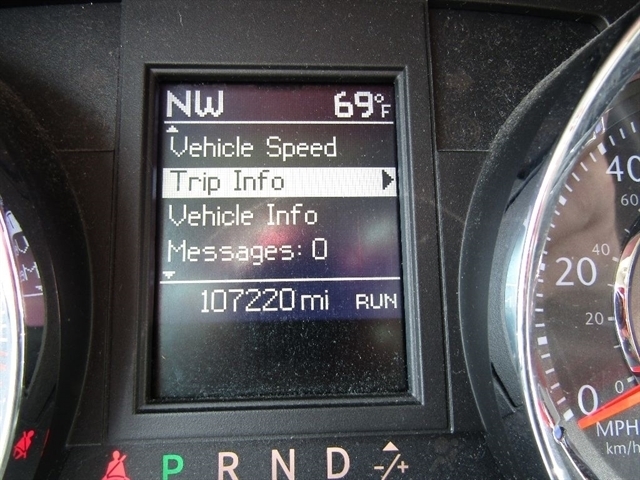 NW 69°F
Vehicle Speed
Trip Info
Vehicle Info
Messages: 0
107220 mi RUN
P R N D -/+
40
60
20
40
20
0
0
MPH
km/h